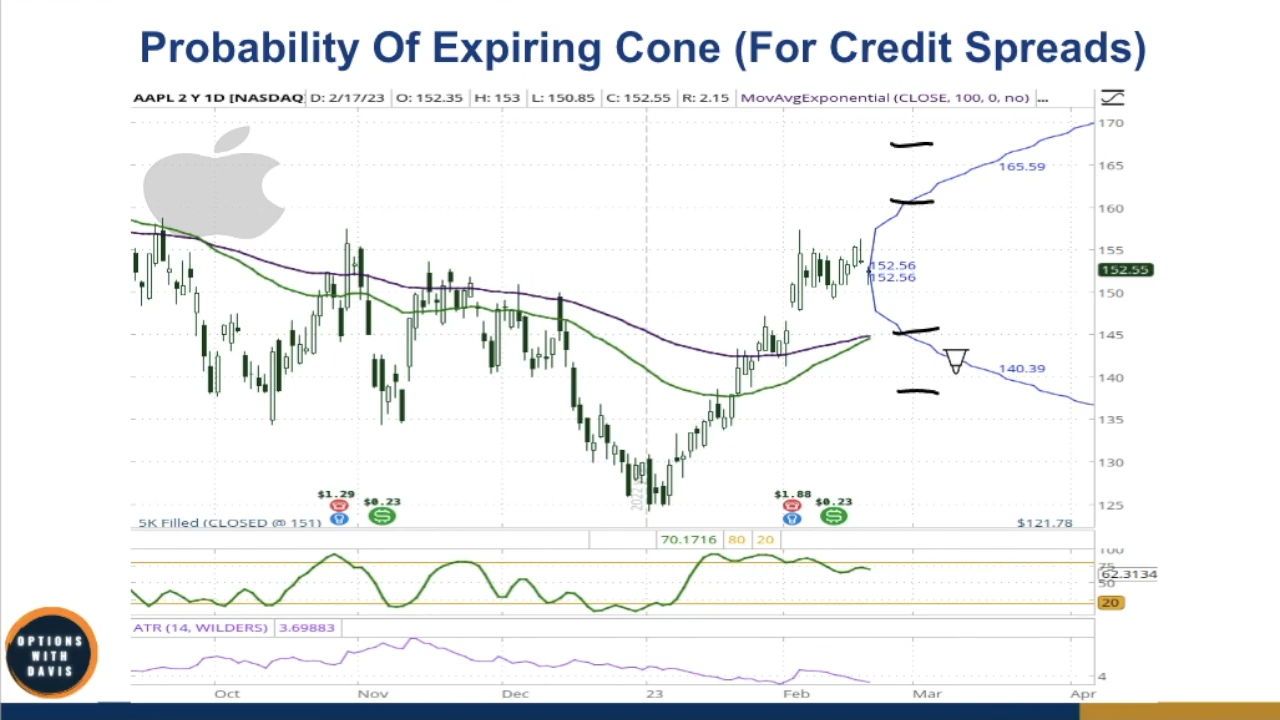 Probability Of Expiring Cone (For Credit Spreads)
AAPL 2 Y 1D [NASDAQ D: 2/17/23 O: 152.35 H: 153 L: 150.85 C: 152.55 R: 2.15 MovAvgExponential (CLOSE, 100, 0, no) ...
170
165.59
165
160
155
152.56
152.55
152.56
150
145
140.39
140
135
130
$1.29 $0.23 $1.88 $0.23
125
5K Filled (CLOSED @ 151) $121.78
70.1716 80 20
100
62.3134
50
20
ATR (14, WILDERS) 3.69883
4
OPTIONS
WITH
DAVIS
Oct Nov Dec 23 Feb Mar Apr